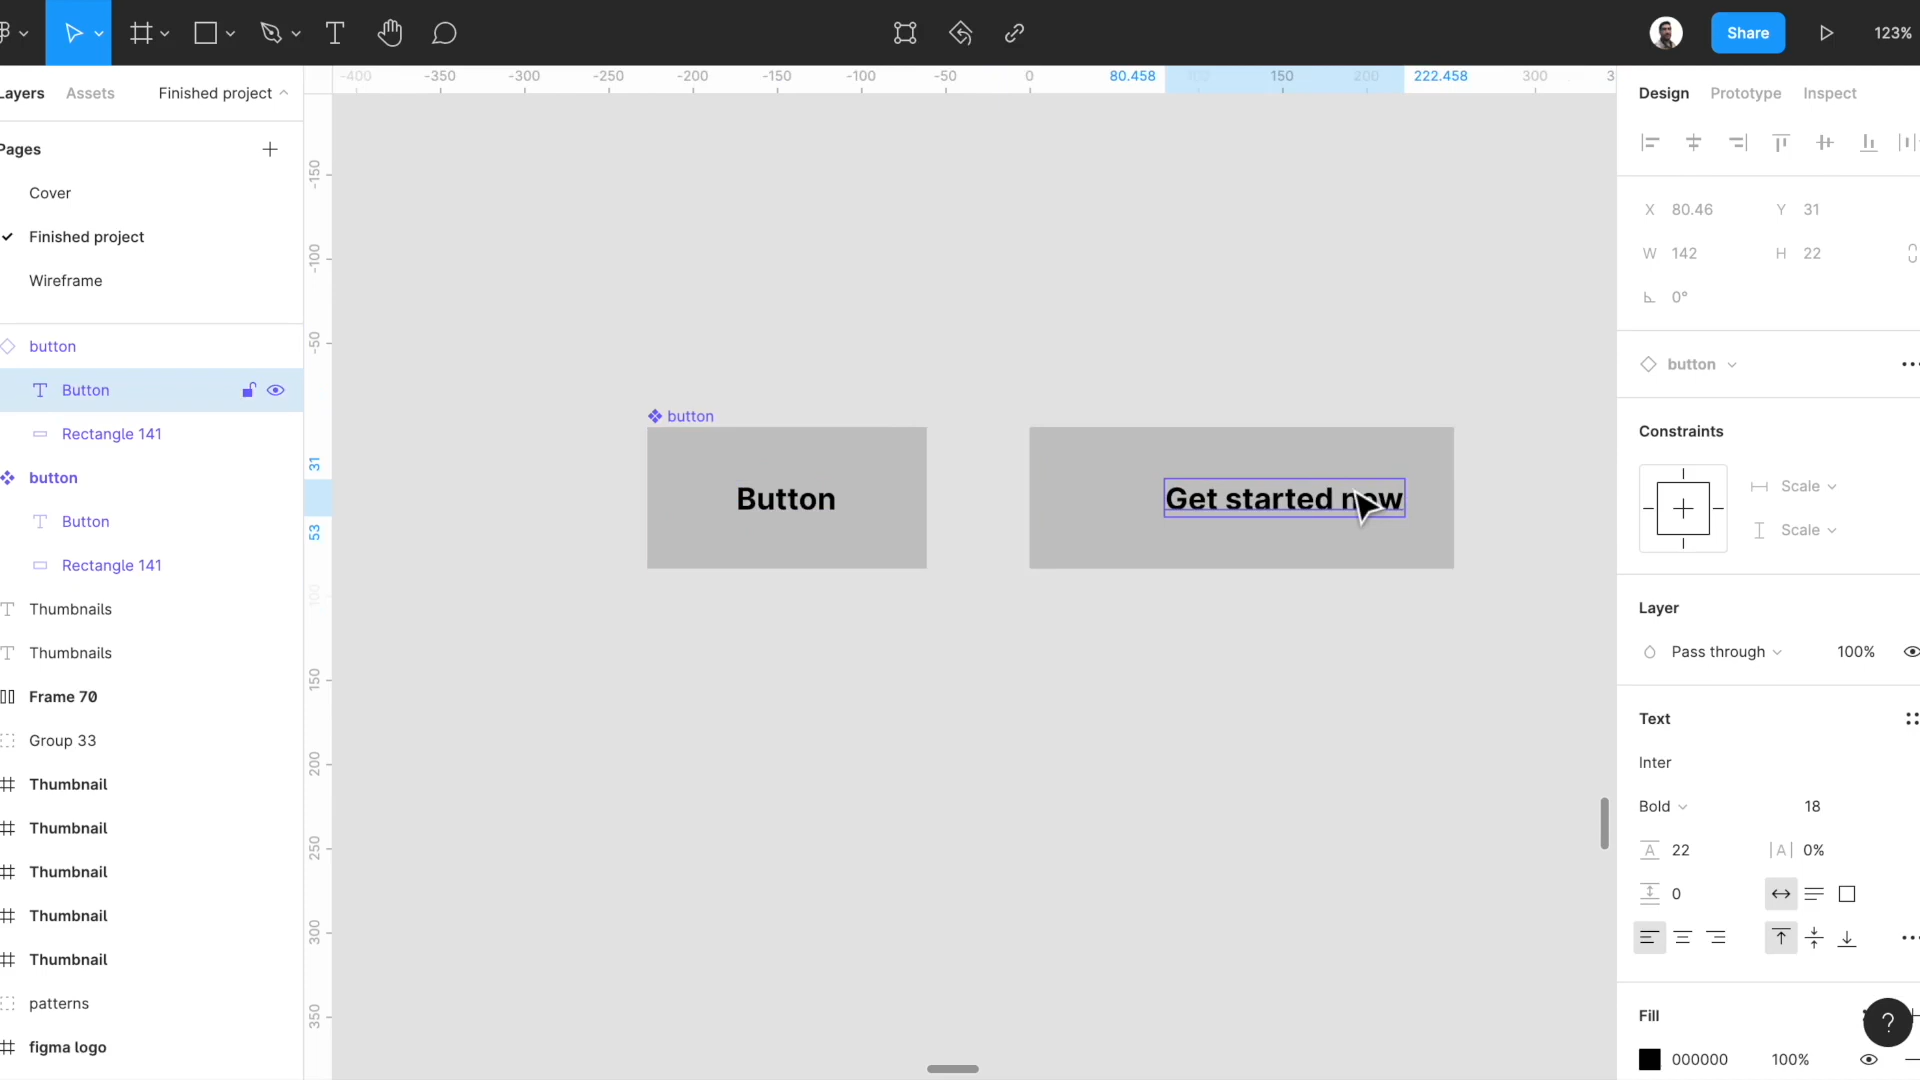 Share
123%
Layers
Assets
Finished project
-400
-350
-300
-250
-200
-150
-100
-50
0
80.458
150
200
222.458
300
Design
Prototype
Inspect
Pages
Cover
Finished project
Wireframe
button
Button
Rectangle 141
button
Button
Rectangle 141
Thumbnails
Thumbnails
Frame 70
Group 33
Thumbnail
Thumbnail
Thumbnail
Thumbnail
Thumbnail
patterns
figma logo
-150
-100
-50
31
53
100
150
200
250
300
350
button
Button
Get started now
X 80.46 Y 31
W 142 H 22
0°
button
Constraints
Scale
Scale
Layer
Pass through 100%
Text
Inter
Bold 18
22 0%
0
Fill
000000 100%
?